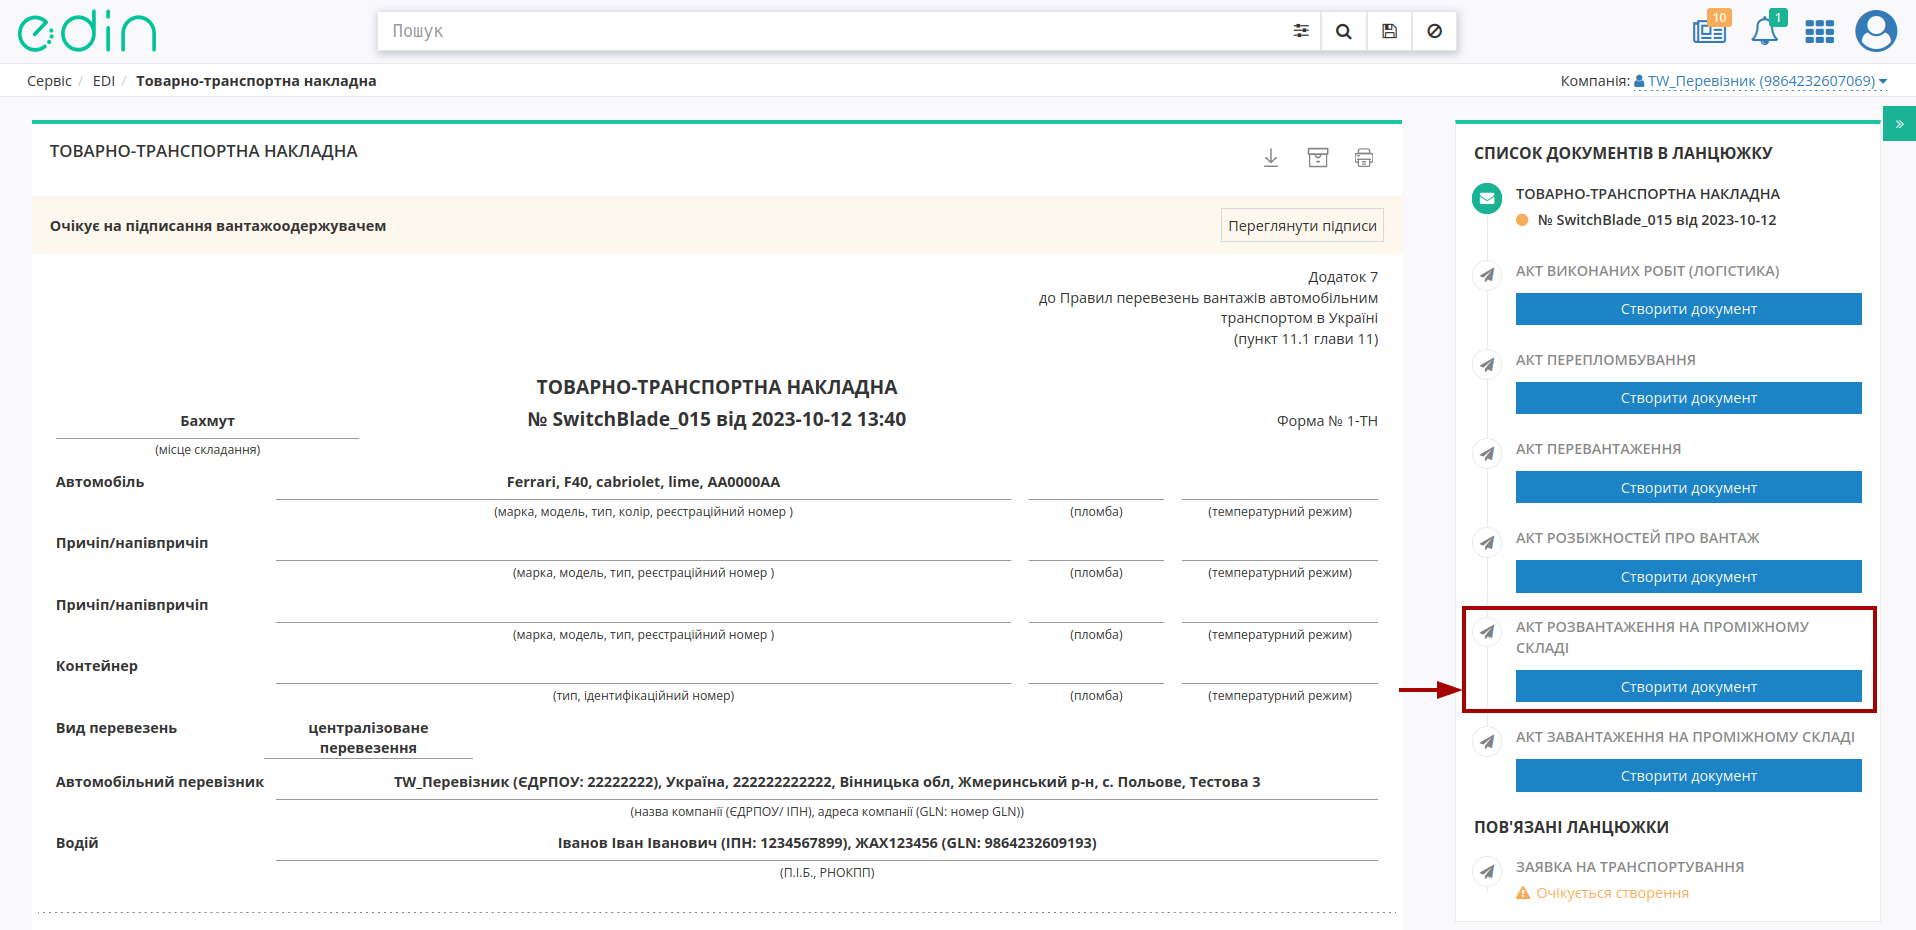 edin
Пошук
10
1
Сервіс / EDI / Товарно-транспортна накладна
Компанія: TW_Перевізник (9864232607069)
»
ТОВАРНО-ТРАНСПОРТНА НАКЛАДНА
Очікує на підписання вантажоодержувачем
Переглянути підписи
Додаток 7
до Правил перевезень вантажів автомобільним
транспортом в Україні
(пункт 11.1 глави 11)
ТОВАРНО-ТРАНСПОРТНА НАКЛАДНА
Бахмут
№ SwitchBlade_015 від 2023-10-12 13:40
Форма № 1-ТН
(місце складання)
Автомобіль
Ferrari, F40, cabriolet, lime, AA0000AA
(марка, модель, тип, колір, реєстраційний номер )
(пломба)
(температурний режим)
Причіп/напівпричіп
(марка, модель, тип, реєстраційний номер )
(пломба)
(температурний режим)
Причіп/напівпричіп
(марка, модель, тип, реєстраційний номер )
(пломба)
(температурний режим)
Контейнер
(тип, ідентифікаційний номер)
(пломба)
(температурний режим)
Вид перевезень
централізоване
перевезення
Автомобільний перевізник
TW_Перевізник (ЄДРПОУ: 22222222), Україна, 222222222222, Вінницька обл, Жмеринський р-н, с. Польове, Тестова 3
(назва компанії (ЄДРПОУ/ ІПН), адреса компанії (GLN: номер GLN))
Водій
Іванов Іван Іванович (ІПН: 1234567899), ЖАХ123456 (GLN: 9864232609193)
(П.І.Б., РНОКПП)
СПИСОК ДОКУМЕНТІВ В ЛАНЦЮЖКУ
ТОВАРНО-ТРАНСПОРТНА НАКЛАДНА
№ SwitchBlade_015 від 2023-10-12
АКТ ВИКОНАНИХ РОБІТ (ЛОГІСТИКА)
Створити документ
АКТ ПЕРЕПЛОМБУВАННЯ
Створити документ
АКТ ПЕРЕВАНТАЖЕННЯ
Створити документ
АКТ РОЗБІЖНОСТЕЙ ПРО ВАНТАЖ
Створити документ
АКТ РОЗВАНТАЖЕННЯ НА ПРОМІЖНОМУ
СКЛАДІ
Створити документ
АКТ ЗАВАНТАЖЕННЯ НА ПРОМІЖНОМУ СКЛАДІ
Створити документ
ПОВ'ЯЗАНІ ЛАНЦЮЖКИ
ЗАЯВКА НА ТРАНСПОРТУВАННЯ
Очікується створення